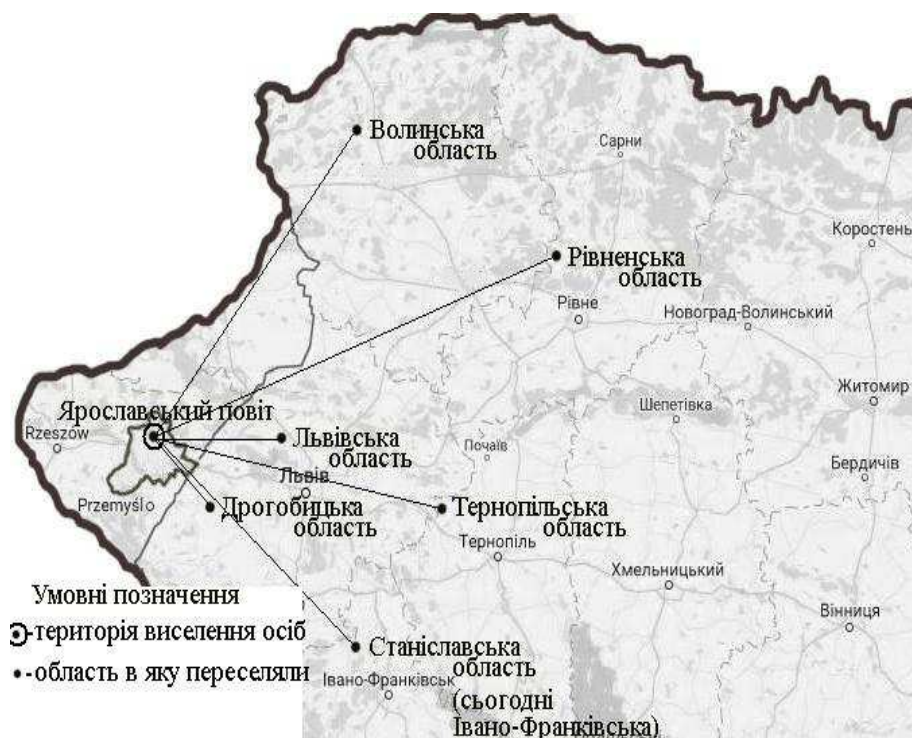 Волинська
область
Сарни
Коростень
Рівненська
область
Рівне
Новоград-Волинський
Житомир
Шепетівка
Ярославський повіт
Rzeszów
Львівська
область
Почаїв
Бердичів
Львів
Przemyśl
Дрогобицька
область
Тернопільська
область
Тернопіль
Хмельницький
Вінниця
Умовні позначення
-територія виселення осіб
- область в яку переселяли
Станіславська
область
Івано-Франківськ
(сьогодні
Івано-Франківська)